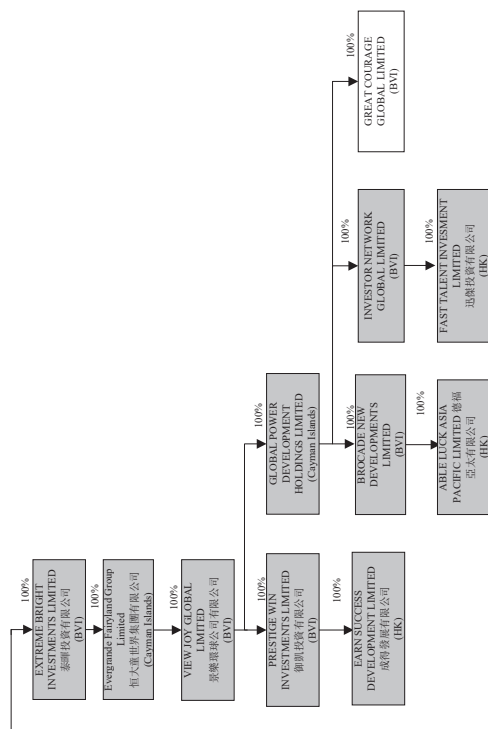 100%
EXTREME BRIGHT
INVESTMENTS LIMITED
泰暉投資有限公司
(BVI)
100%
Evergrande Fairyland Group
Limited
恒大童世界集團有限公司
(Cayman Islands)
100%
VIEW JOY GLOBAL
LIMITED
景樂環球公司有限公司
(BVI)
100%
PRESTIGE WIN
INVESTMENTS LIMITED
御凱投資有限公司
(BVI)
100%
EARN SUCCESS
DEVELOPMENT LIMITED
成得發展有限公司
(HK)
100%
GLOBAL POWER
DEVELOPMENT
HOLDINGS LIMITED
(Cayman Islands)
100%
BROCADE NEW
DEVELOPMENTS
LIMITED
(BVI)
100%
ABLE LUCK ASIA
PACIFIC LIMITED 德福
亞太有限公司
(HK)
100%
INVESTOR NETWORK
GLOBAL LIMITED
(BVI)
100%
FAST TALENT INVESMENT
LIMITED
迅傑投資有限公司
(HK)
100%
GREAT COURAGE
GLOBAL LIMITED
(BVI)